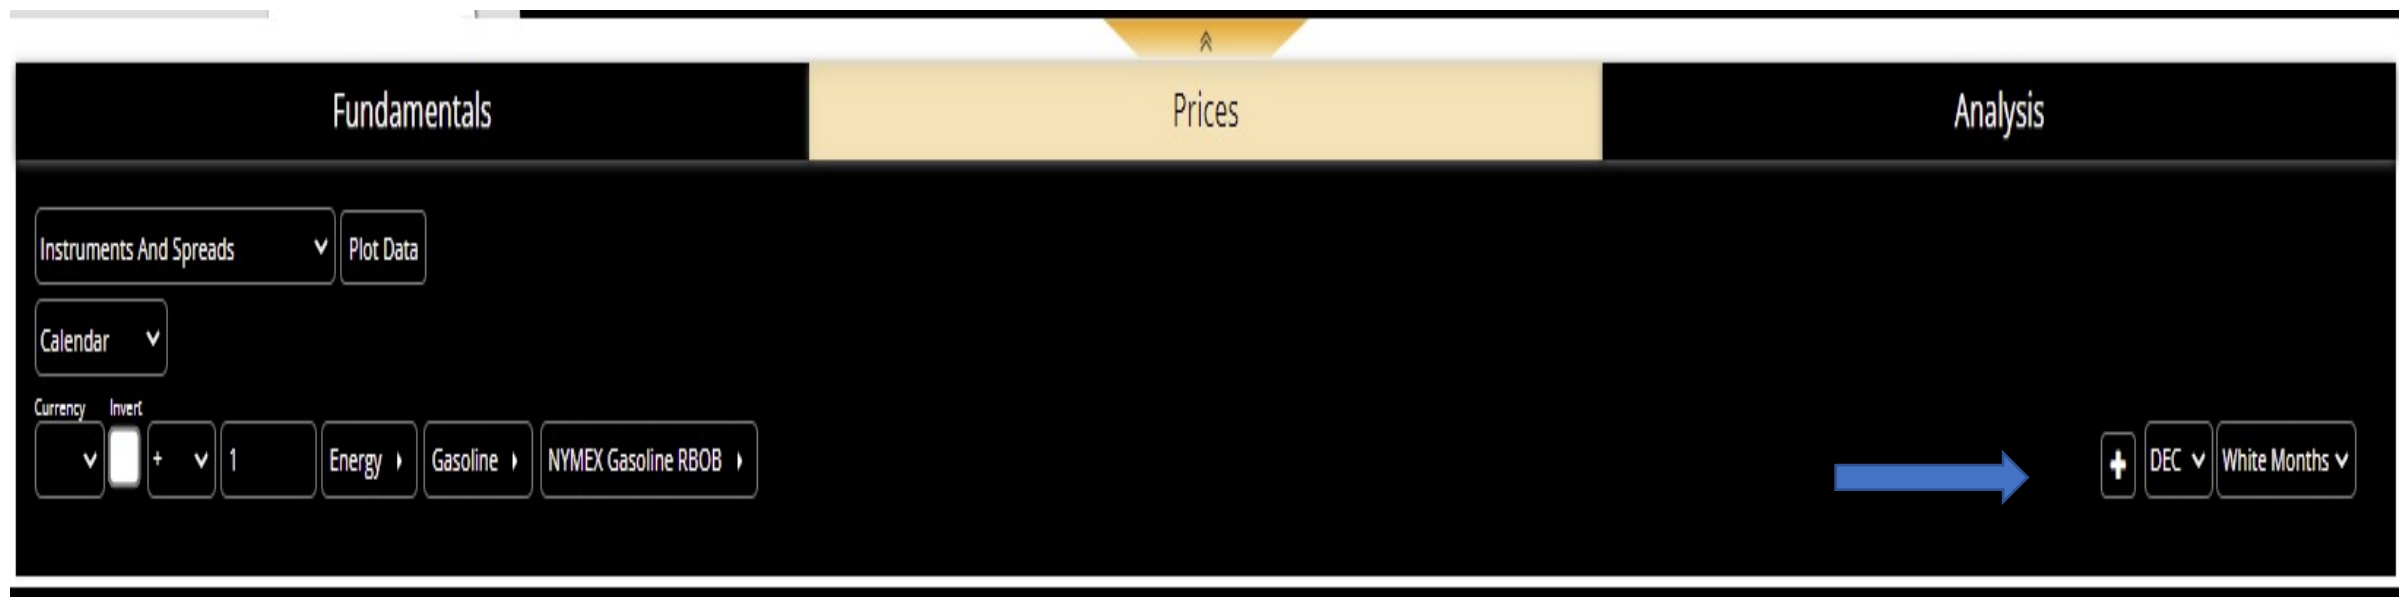 Fundamentals Prices Analysis
Instruments And Spreads Plot Data
Calendar
Currency Invert
+ 1 Energy Gasoline NYMEX Gasoline RBOB + DEC White Months